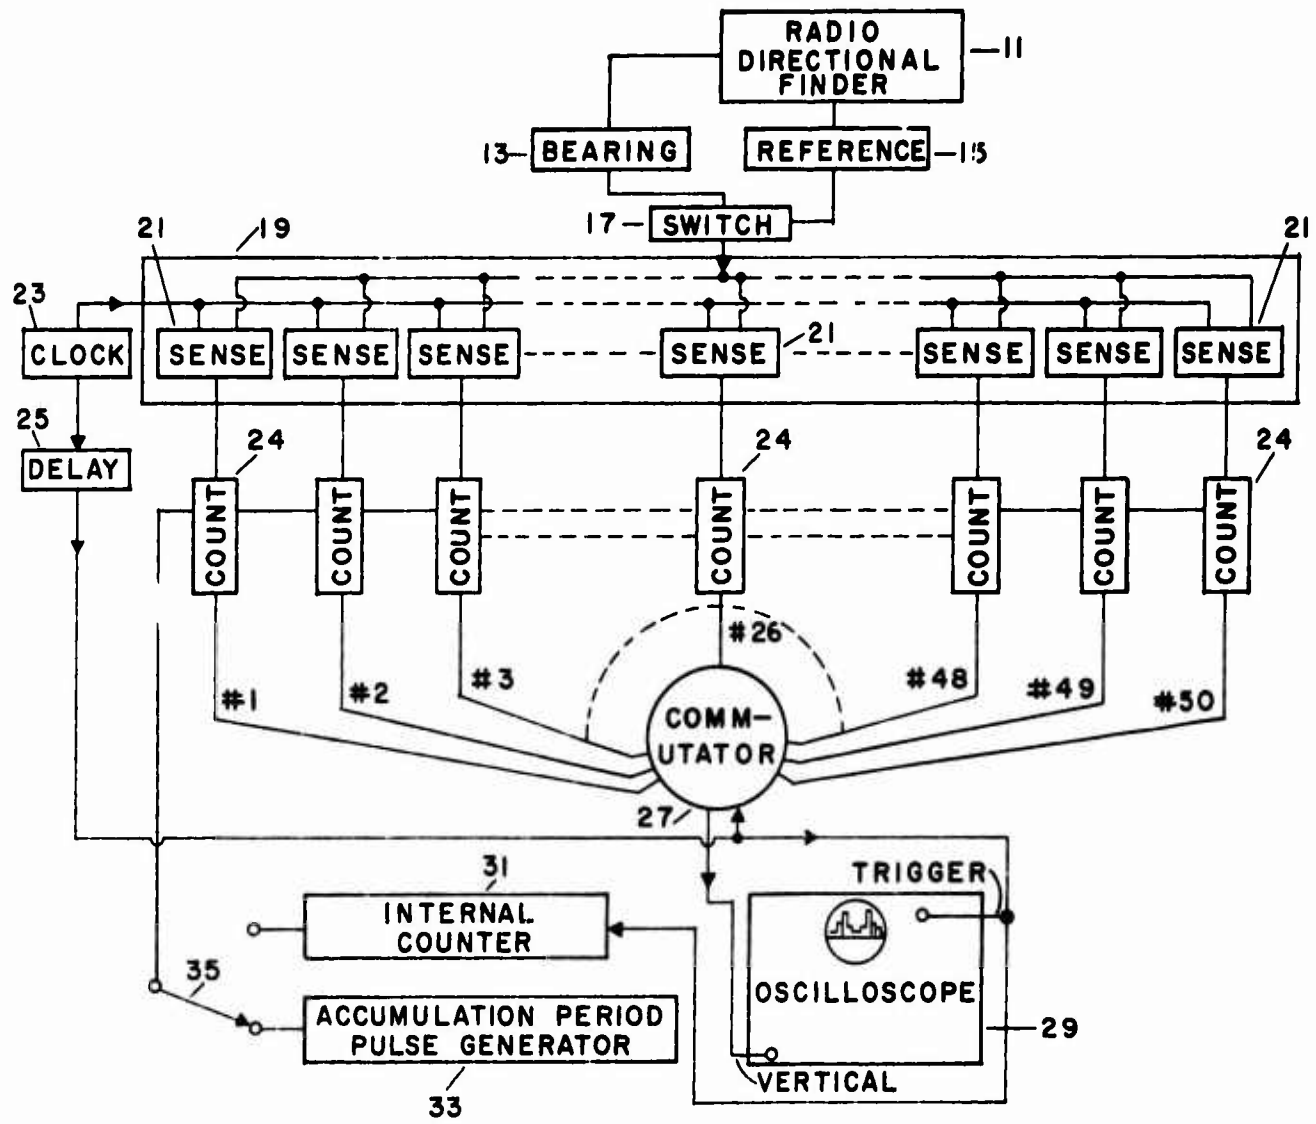 RADIO
DIRECTIONAL
FINDER
11
13
BEARING
REFERENCE
15
17
SWITCH
21
19
21
23
CLOCK
SENSE
SENSE
SENSE
SENSE
21
SENSE
SENSE
SENSE
25
DELAY
24
24
24
COUNT
COUNT
COUNT
COUNT
COUNT
COUNT
COUNT
#1
#2
#3
#26
#48
#49
#50
COMM-
UTATOR
27
31
INTERNAL
COUNTER
TRIGGER
35
OSCILLOSCOPE
ACCUMULATION PERIOD
PULSE GENERATOR
29
33
VERTICAL